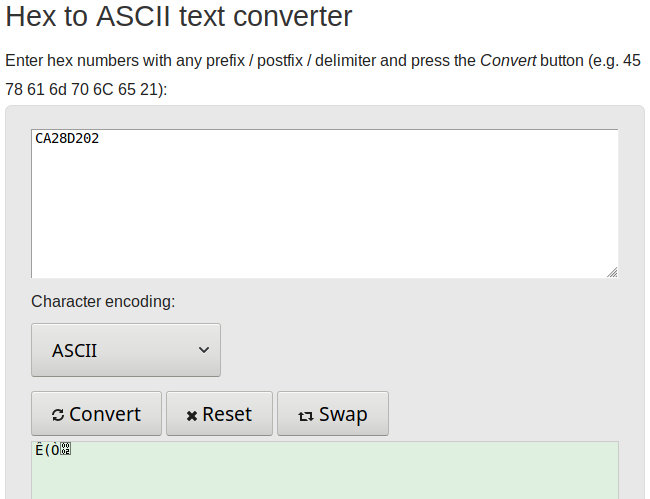 Hex to ASCII text converter
Enter hex numbers with any prefix / postfix / delimiter and press the Convert button (e.g. 45
78 61 6d 70 6C 65 21):
CA28D202
Character encoding:
ASCII
Convert
Reset
Swap
Ê(Ò